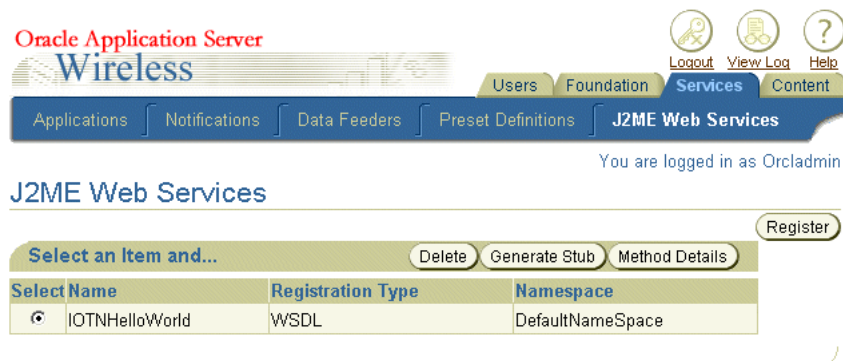 Oracle Application Server
Wireless
Logout View Log Help
Users Foundation Services Content
Applications Notifications Data Feeders Preset Definitions J2ME Web Services
You are logged in as Orcladmin
J2ME Web Services
Register
Select an Item and... Delete Generate Stub Method Details
Select Name Registration Type Namespace
IOTNHelloWorld WSDL DefaultNameSpace